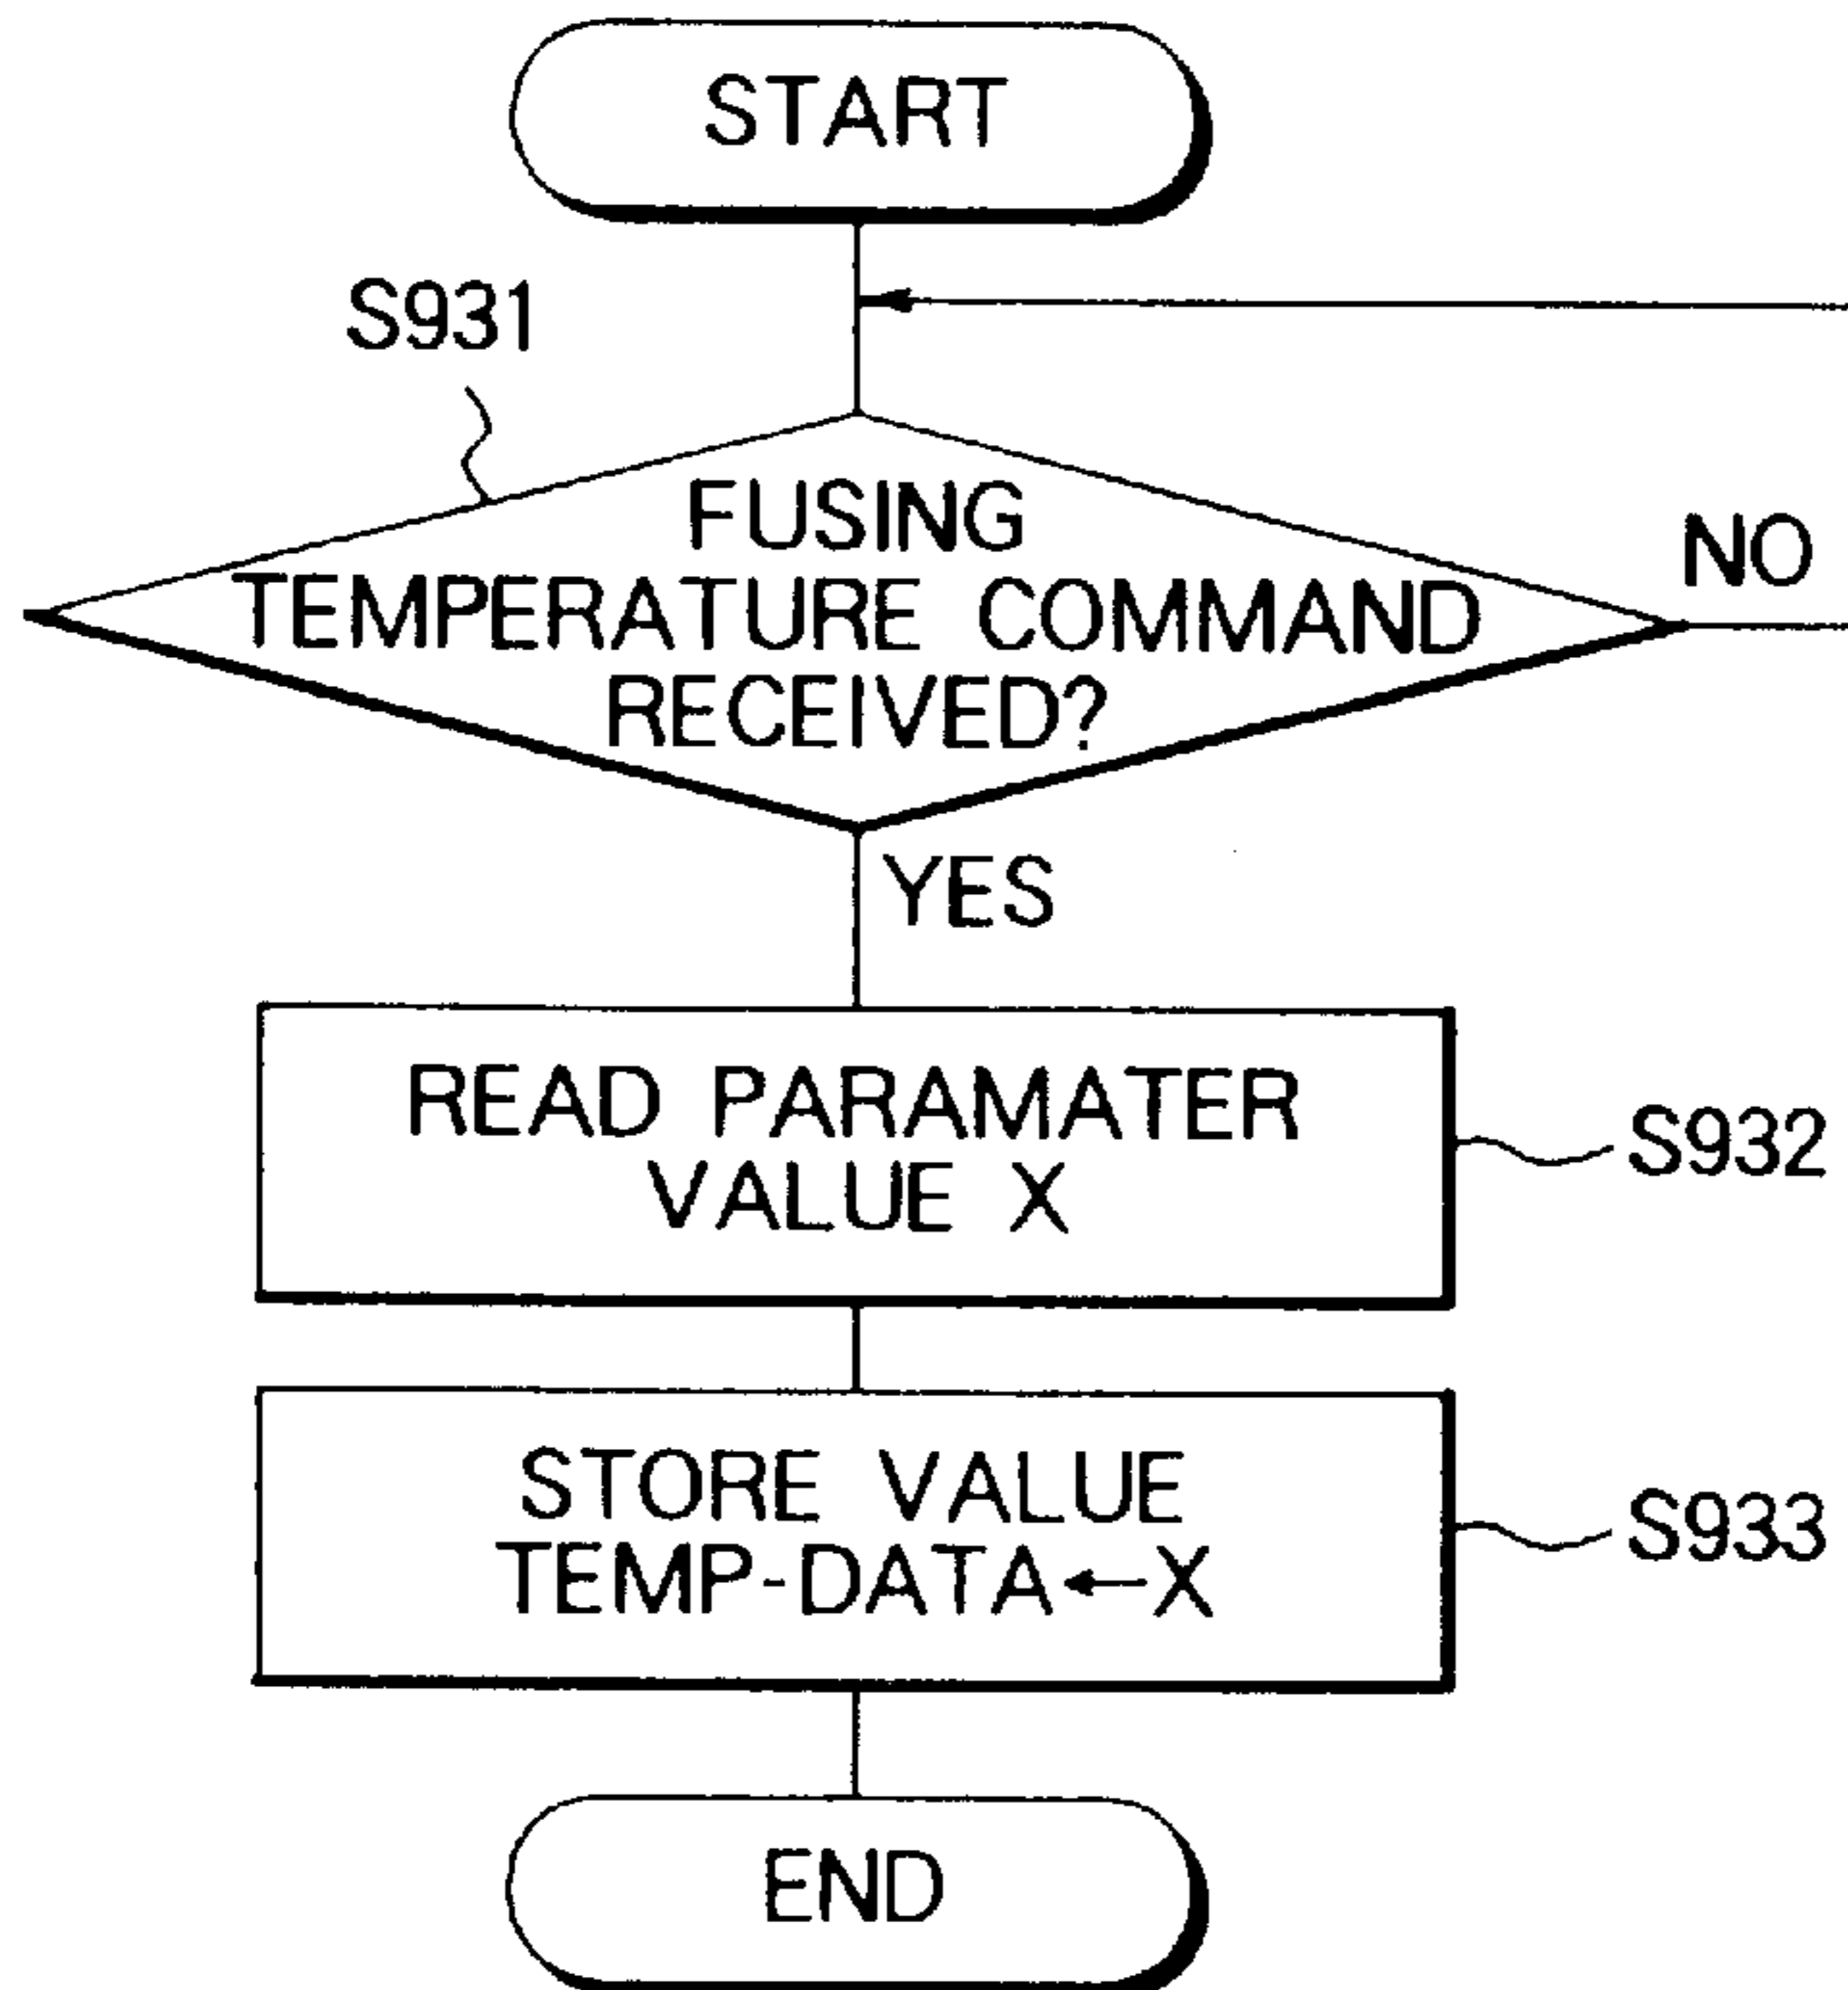 START
S931
FUSING
TEMPERATURE COMMAND
RECEIVED?
NO
YES
READ PARAMATER
VALUE X
S932
STORE VALUE
TEMP-DATA←X
S933
END